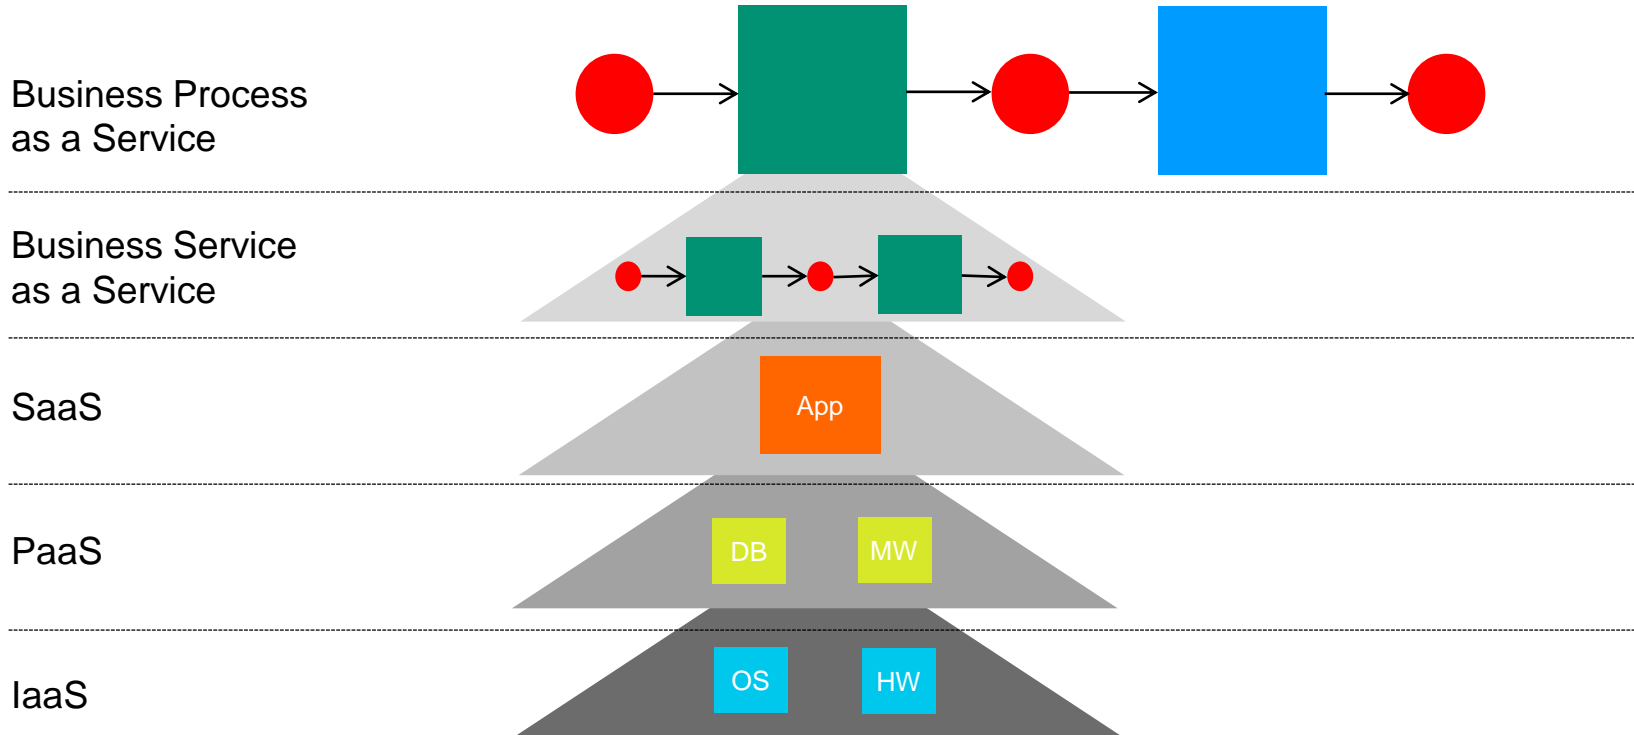 Business Process
as a Service
Business Service
as a Service
SaaS
App
PaaS
DB
MW
IaaS
OS
HW